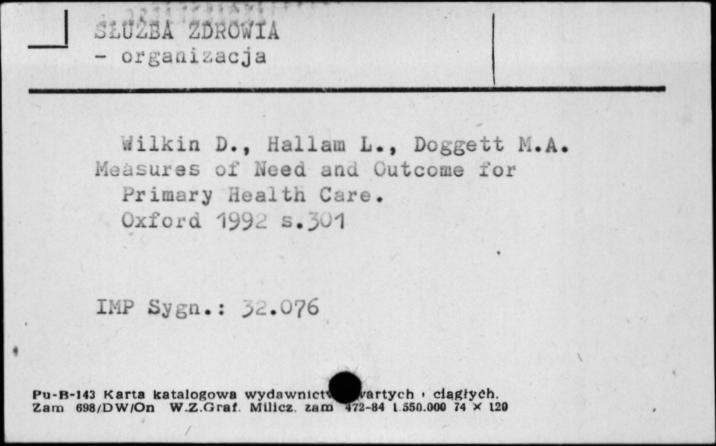 SŁUŻBA ZDROWIA
- organizacja
Wilkin D., Hallam L., Doggett M.A.
Measures of Need and Outcome for
Primary Health Care.
Oxford 1992 s.301
IMP Sygn.: 32.076
Pu-B-143 Karta katalogowa wydawnictw zwartych i ciągłych.
Zam 698/DW/On W.Z.Graf. Milicz. zam 472-84 1.550.000 74 × 120